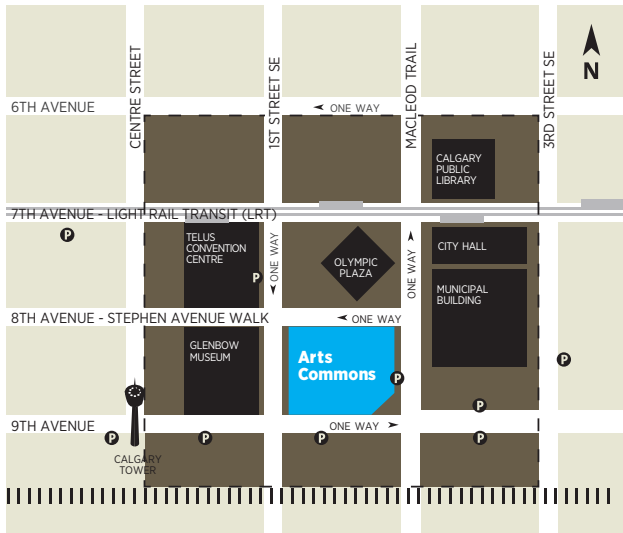 CENTRE STREET
1ST STREET SE
MACLEOD TRAIL
3RD STREET SE
N
6TH AVENUE
ONE WAY
CALGARY
PUBLIC
LIBRARY
7TH AVENUE - LIGHT RAIL TRANSIT (LRT)
P
TELUS
CONVENTION
CENTRE
P
ONE WAY
OLYMPIC
PLAZA
ONE WAY
CITY HALL
MUNICIPAL
BUILDING
8TH AVENUE - STEPHEN AVENUE WALK
ONE WAY
GLENBOW
MUSEUM
Arts
Commons
P
P
P
9TH AVENUE
ONE WAY
P
P
P
P
CALGARY
TOWER